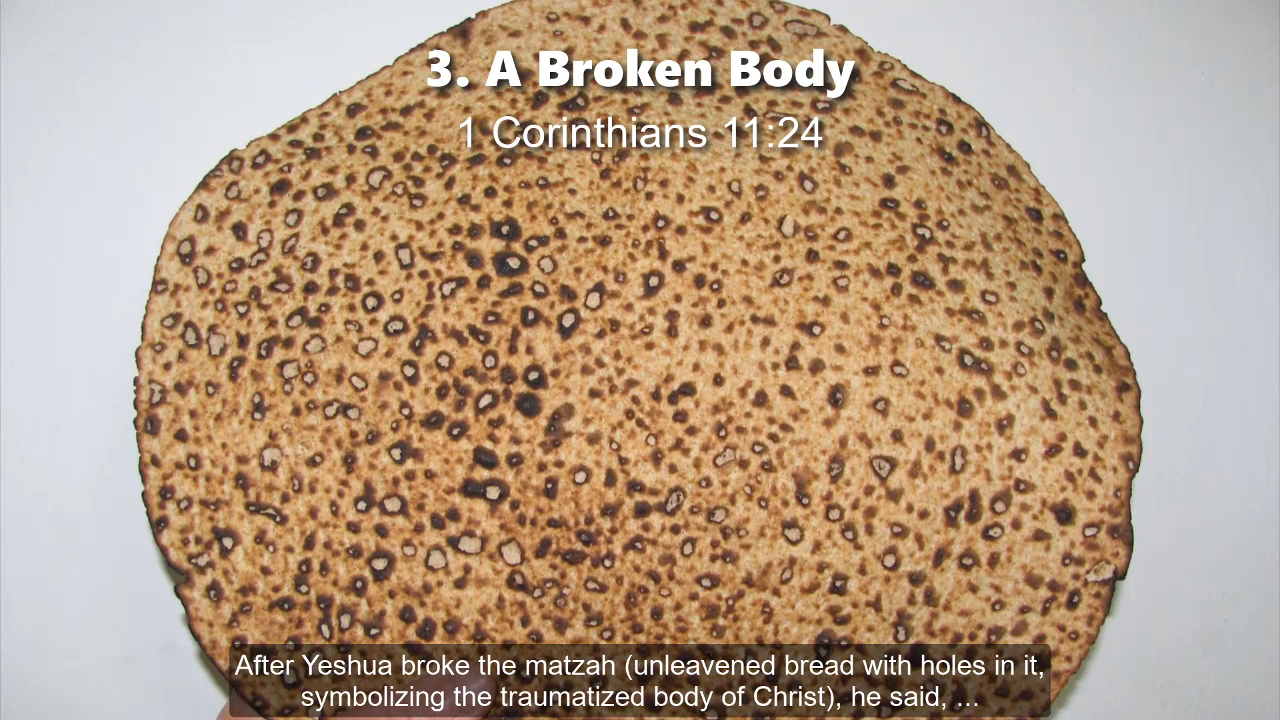 3. A Broken Body
1 Corinthians 11:24
After Yeshua broke the matzah (unleavened bread with holes in it,
symbolizing the traumatized body of Christ), he said, ...